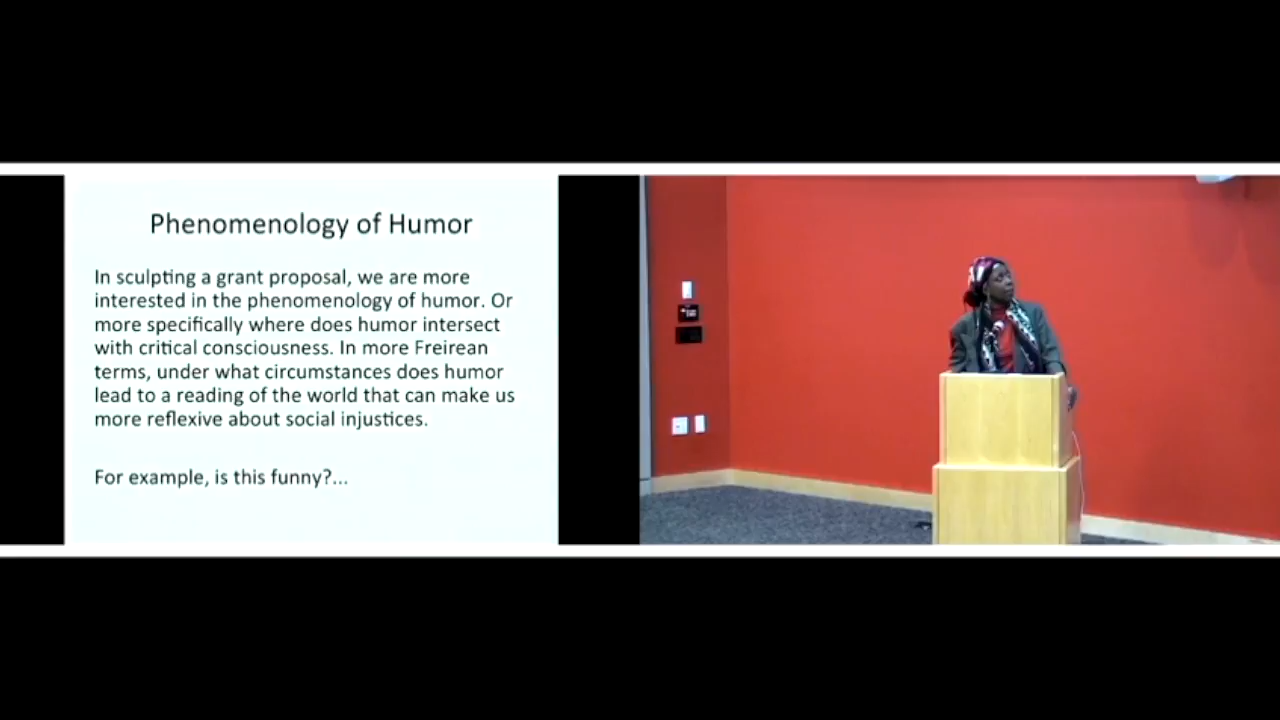 Phenomenology of Humor
In sculpting a grant proposal, we are more
interested in the phenomenology of humor. Or
more specifically where does humor intersect
with critical consciousness. In more Freirean
terms, under what circumstances does humor
lead to a reading of the world that can make us
more reflexive about social injustices.
For example, is this funny?...